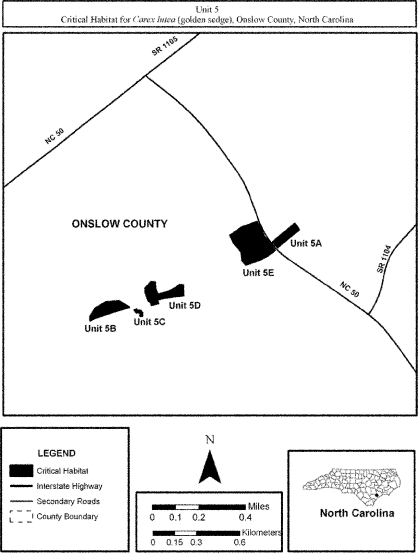 Unit 5
Critical Habitat for Carex lutea (golden sedge), Onslow County, North Carolina
SR 1105
NC 50
ONSLOW COUNTY
Unit 5A
Unit 5E
SR 1104
Unit 5D
Unit 5C
Unit 5B
NC 50
LEGEND
Critical Habitat
Interstate Highway
Secondary Roads
County Boundary
N
Miles
0 0.1 0.2 0.4
Kilometers
0 0.15 0.3 0.6
North Carolina